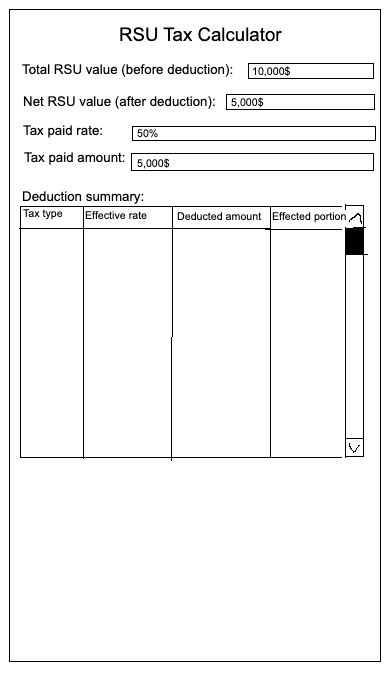 RSU Tax Calculator
Total RSU value (before deduction): 10,000$
Net RSU value (after deduction): 5,000$
Tax paid rate: 50%
Tax paid amount: 5,000$
Deduction summary:
Tax type Effective rate Deducted amount Effected portion